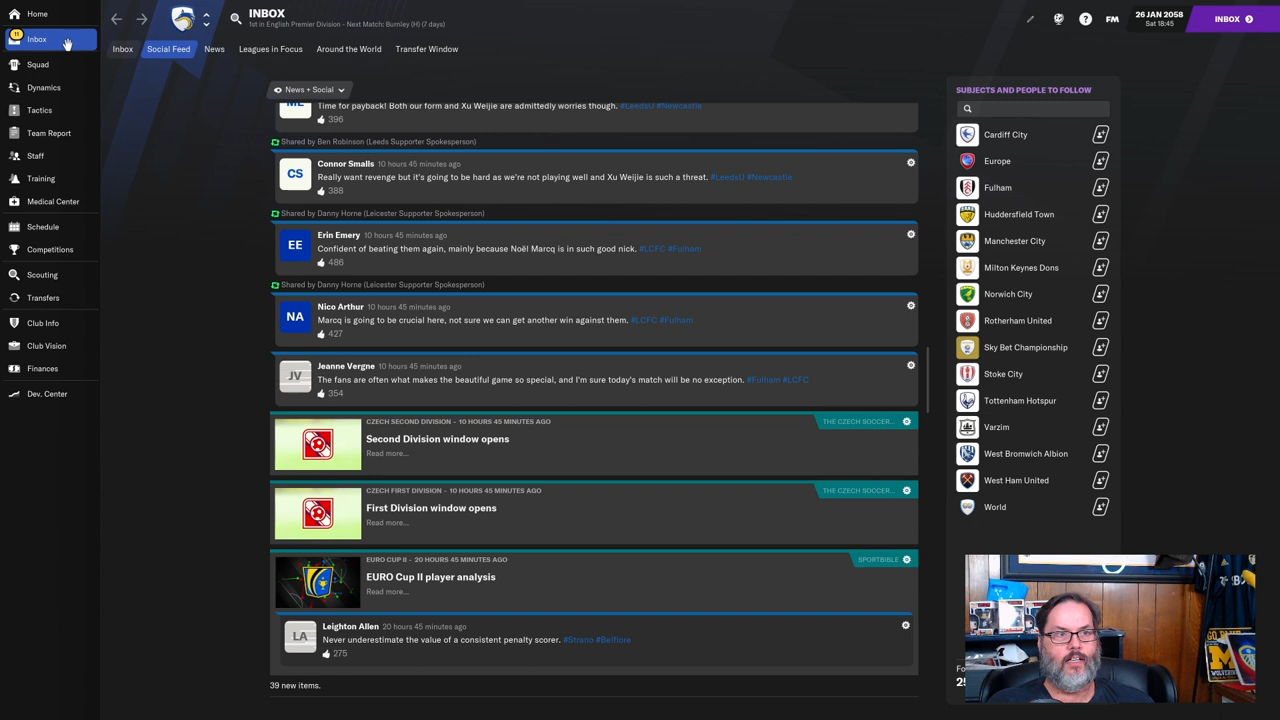 Home
11
Inbox
Squad
Dynamics
Tactics
Team Report
Staff
Training
Medical Center
Schedule
Competitions
Scouting
Transfers
Club Info
Club Vision
Finances
Dev. Center
INBOX
1st in English Premier Division - Next Match: Burnley (H) (7 days)
FM
26 JAN 2058
Sat 18:45
INBOX
Inbox
Social Feed
News
Leagues in Focus
Around the World
Transfer Window
News + Social
Time for payback! Both our form and Xu Weijie are admittedly worries though. #LeedsU #Newcastle
396
Shared by Ben Robinson (Leeds Supporter Spokesperson)
CS
Connor Smalls 10 hours 45 minutes ago
Really want revenge but it's going to be hard as we're not playing well and Xu Weijie is such a threat. #LeedsU #Newcastle
388
Shared by Danny Horne (Leicester Supporter Spokesperson)
EE
Erin Emery 10 hours 45 minutes ago
Confident of beating them again, mainly because Noël Marcq is in such good nick. #LCFC #Fulham
486
Shared by Danny Horne (Leicester Supporter Spokesperson)
NA
Nico Arthur 10 hours 45 minutes ago
Marcq is going to be crucial here, not sure we can get another win against them. #LCFC #Fulham
427
JV
Jeanne Vergne 10 hours 45 minutes ago
The fans are often what makes the beautiful game so special, and I'm sure today's match will be no exception. #Fulham #LCFC
354
CZECH SECOND DIVISION - 10 HOURS 45 MINUTES AGO
THE CZECH SOCCER...
Second Division window opens
Read more...
CZECH FIRST DIVISION - 10 HOURS 45 MINUTES AGO
THE CZECH SOCCER...
First Division window opens
Read more...
EURO CUP II - 20 HOURS 45 MINUTES AGO
SPORTBIBLE
EURO Cup II player analysis
Read more...
LA
Leighton Allen 20 hours 45 minutes ago
Never underestimate the value of a consistent penalty scorer. #Strano #Belfiore
275
39 new items.
SUBJECTS AND PEOPLE TO FOLLOW
Cardiff City
Europe
Fulham
Huddersfield Town
Manchester City
Milton Keynes Dons
Norwich City
Rotherham United
Sky Bet Championship
Stoke City
Tottenham Hotspur
Varzim
West Bromwich Albion
West Ham United
World
GO BLUE
M